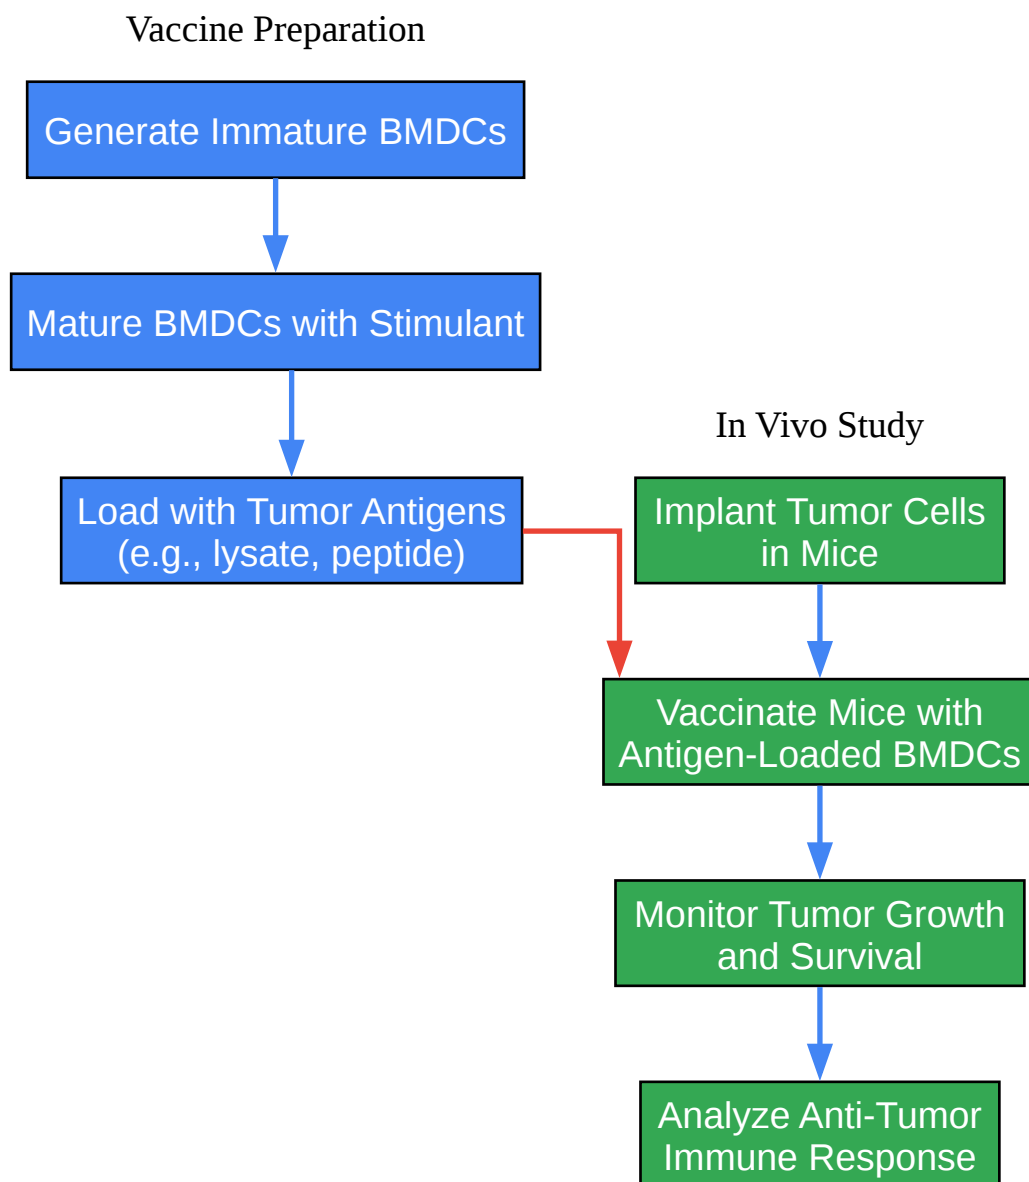 Vaccine Preparation
Generate Immature BMDCs
Mature BMDCs with Stimulant
Load with Tumor Antigens
(e.g., lysate, peptide)
In Vivo Study
Implant Tumor Cells
in Mice
Vaccinate Mice with
Antigen-Loaded BMDCs
Monitor Tumor Growth
and Survival
Analyze Anti-Tumor
Immune Response